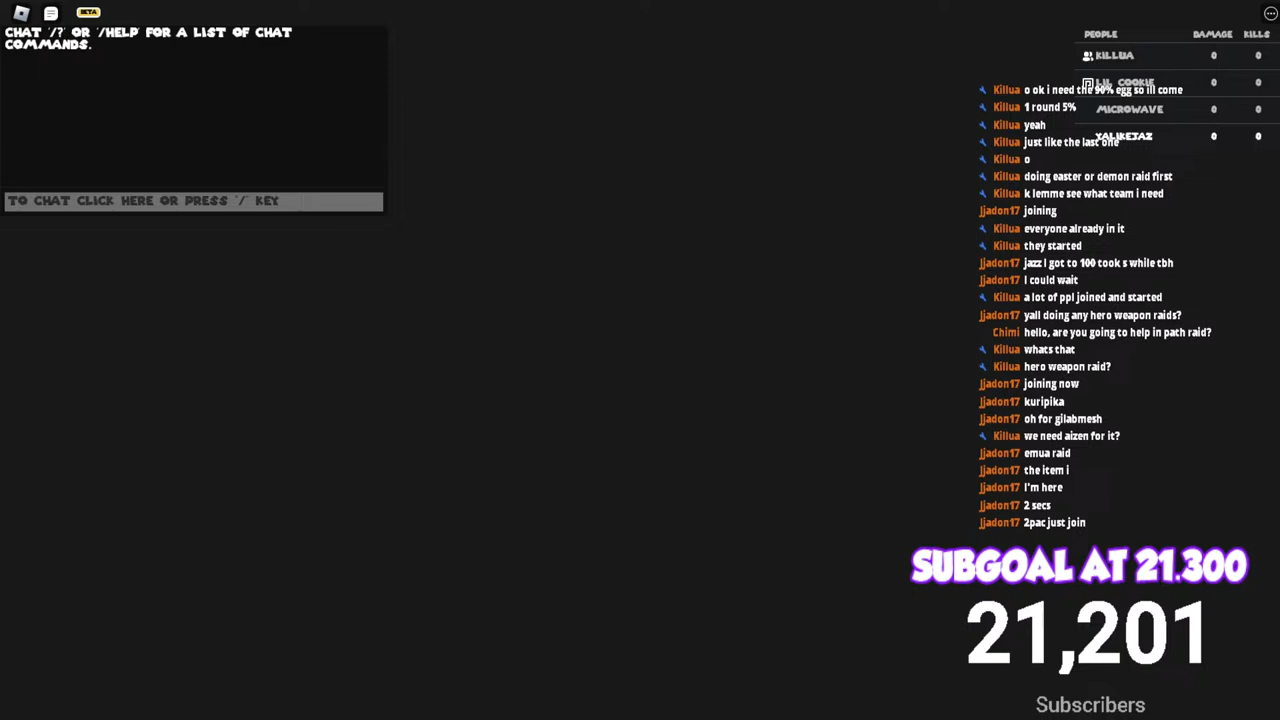 BETA
CHAT '/?' OR '/HELP' FOR A LIST OF CHAT
COMMANDS.
TO CHAT CLICK HERE OR PRESS '/' KEY
PEOPLE DAMAGE KILLS
KILLUA 0 0
LIL COOKIE 0 0
MICROWAVE 0 0
YALIKEJAZ 0 0
Killua o ok i need the 90% egg so ill come
Killua 1 round 5%
Killua yeah
Killua just like the last one
Killua o
Killua doing easter or demon raid first
Killua k lemme see what team i need
Jjadon17 joining
Killua everyone already in it
Killua they started
Jjadon17 jazz I got to 100 took s while tbh
Jjadon17 I could wait
Killua a lot of ppl joined and started
Jjadon17 yall doing any hero weapon raids?
Chimi hello, are you going to help in path raid?
Killua whats that
Killua hero weapon raid?
Jjadon17 joining now
Jjadon17 kuripika
Jjadon17 oh for gilabmesh
Killua we need aizen for it?
Jjadon17 emua raid
Jjadon17 the item i
Jjadon17 I'm here
Jjadon17 2 secs
Jjadon17 2pac just join
SUBGOAL AT 21.300
21,201
Subscribers